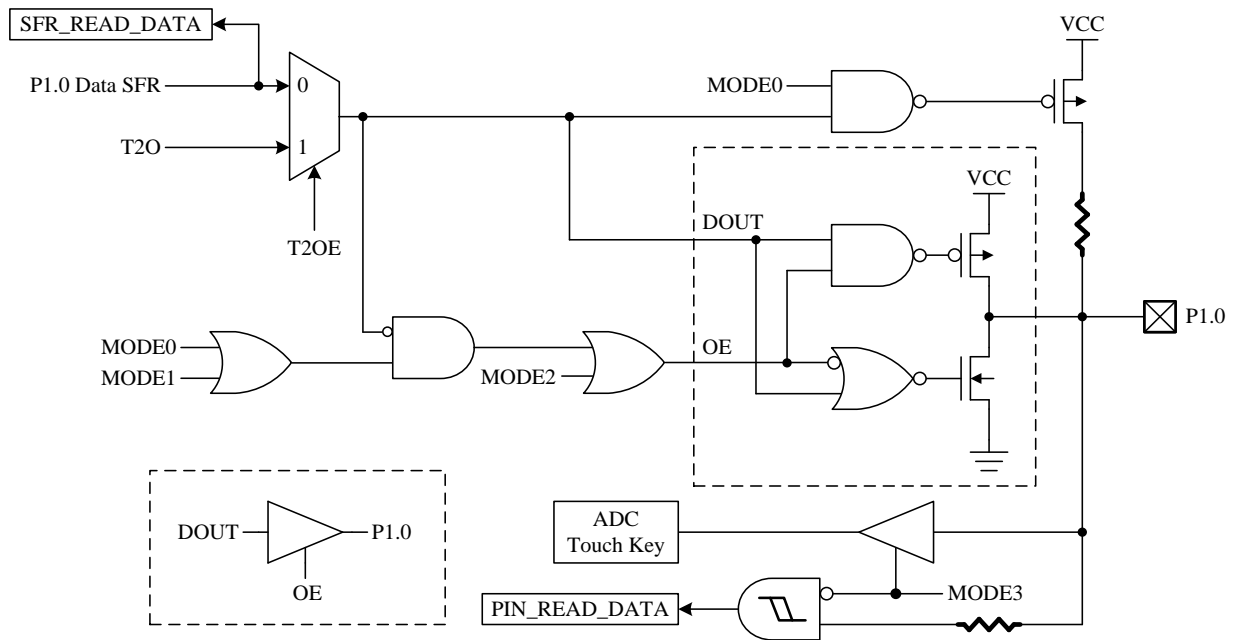 SFR_READ_DATA
VCC
P1.0 Data SFR
0
MODE0
T2O
1
VCC
DOUT
T2OE
P1.0
MODE0
OE
MODE1
MODE2
ADC
Touch Key
DOUT
P1.0
OE
MODE3
PIN_READ_DATA